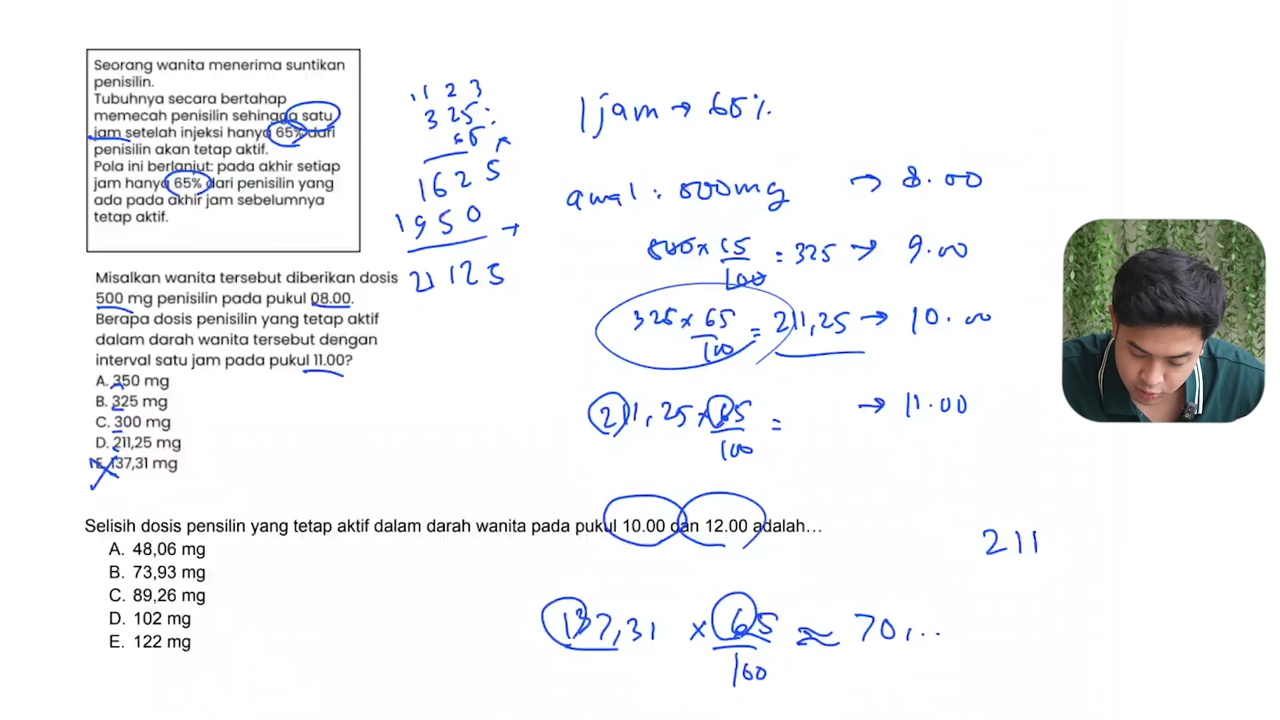 Seorang wanita menerima suntikan
penisilin.
Tubuhnya secara bertahap
memecah penisilin sehingga satu
jam setelah injeksi hanya 65% dari
penisilin akan tetap aktif.
Pola ini berlanjut: pada akhir setiap
jam hanya 65% dari penisilin yang
ada pada akhir jam sebelumnya
tetap aktif.
Misalkan wanita tersebut diberikan dosis
500 mg penisilin pada pukul 08.00.
Berapa dosis penisilin yang tetap aktif
dalam darah wanita tersebut dengan
interval satu jam pada pukul 11.00?
A. 350 mg
B. 325 mg
C. 300 mg
D. 211,25 mg
E. 137,31 mg
1 1 2 3
325
65 ×
1625
1950 +
21125
1 jam → 65%
awal : 500 mg → 8.00
500 × 65/100 = 325 → 9.00
325 × 65/100 = 211,25 → 10.00
211,25 × 65/100 = → 11.00
Selisih dosis pensilin yang tetap aktif dalam darah wanita pada pukul 10.00 dan 12.00 adalah…
A. 48,06 mg
B. 73,93 mg
C. 89,26 mg
D. 102 mg
E. 122 mg
211
137,31 × 65/100 ≈ 70,..